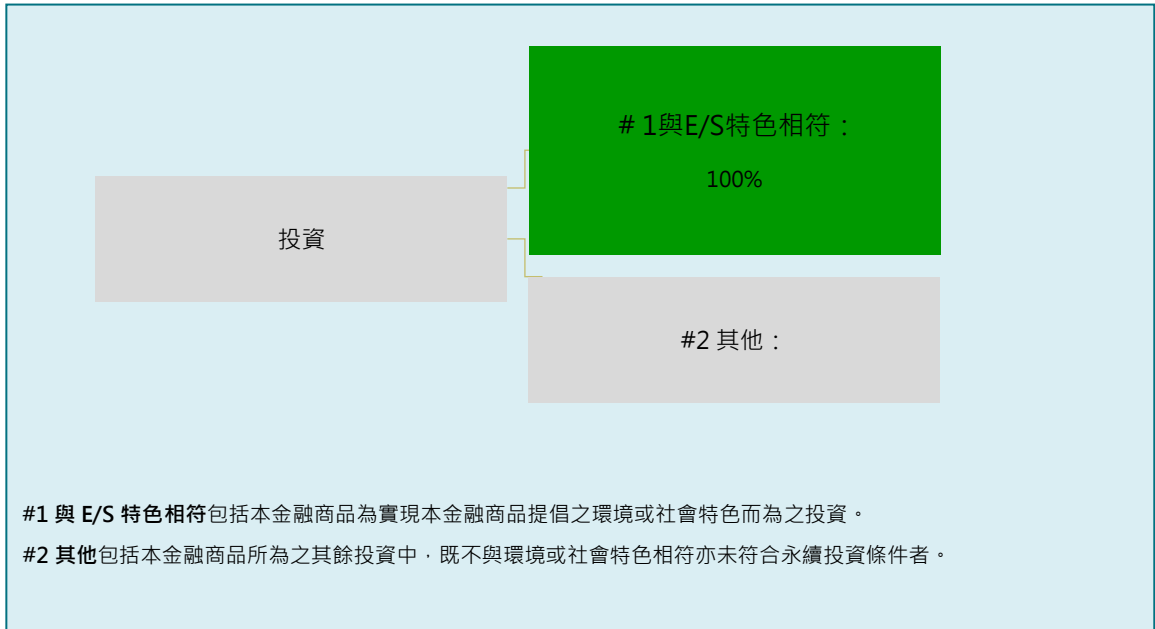 # 1與E/S特色相符：
100%
投資
#2 其他：
#1 與 E/S 特色相符包括本金融商品為實現本金融商品提倡之環境或社會特色而為之投資。
#2 其他包括本金融商品所為之其餘投資中，既不與環境或社會特色相符亦未符合永續投資條件者。